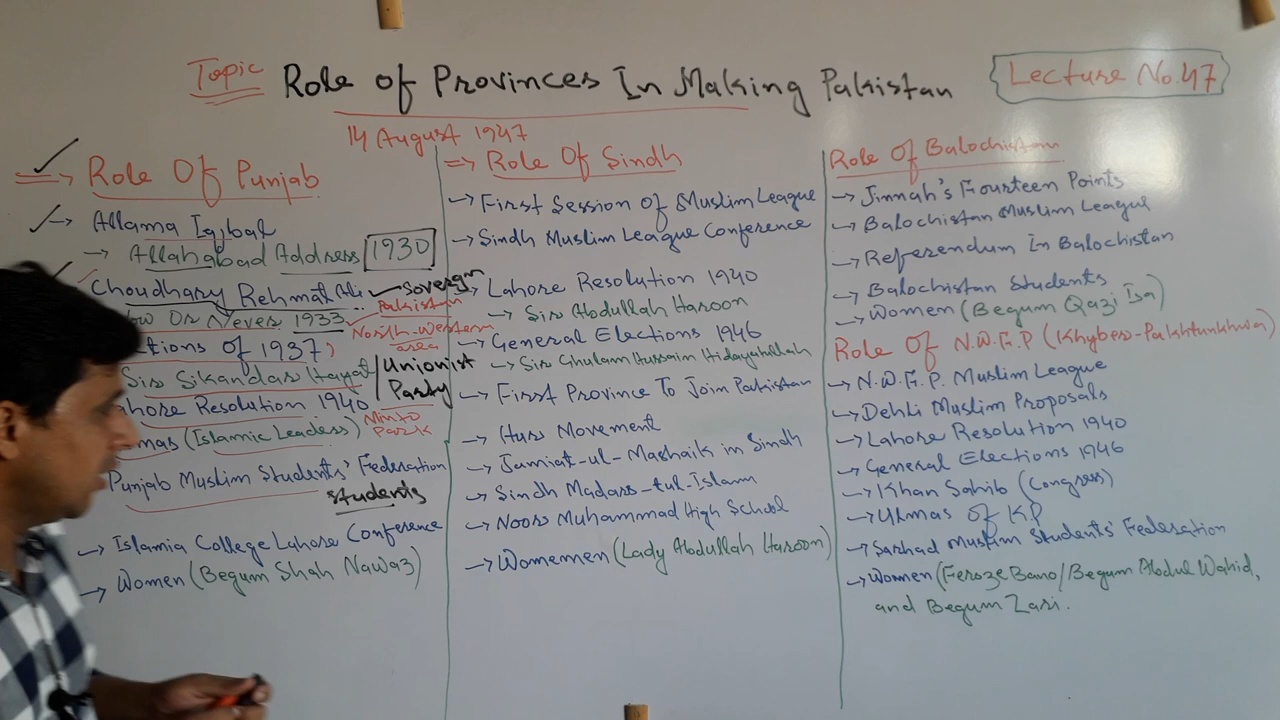 Topic Role Of Provinces In Making Pakistan
Lecture No.47
14 August 1947
Role Of Punjab
Allama Iqbal
Allahabad Address 1930
Choudhary Rehmat Ali
Sovergn
Or Never 1933
Pakistan
North-Western
area
ctions of 1937
Sir Sikandar Hayat/
Unionist
Party
hore Resolution 1940
Minto
Park
mas (Islamic Leaders)
Punjab Muslim Students' Federation
Students
Islamia College Lahore Conference
Women (Begum Shah Nawaz)
Role Of Sindh
First Session Of Muslim League
Sindh Muslim League Conference
Lahore Resolution 1940
Sir Abdullah Haroon
General Elections 1946
Sir Ghulam Hussain Hidayatullah
First Province To Join Pakistan
Hurs Movement
Jamiat-ul-Mashaik in Sindh
Sindh Madars-tul-Islam
Noors Muhammad High School
Womemen (Lady Abdullah Haroon)
Role Of Balochistan
Jinnah's Fourteen Points
Balochistan Muslim League
Referendum In Balochistan
Balochistan Students
Women (Begum Qazi Isa)
Role Of N.W.F.P (Khyber-Pakhtunkhwa)
N.W.F.P. Muslim League
Dehli Muslim Proposals
Lahore Resolution 1940
General Elections 1946
Khan Sahib (Congress)
Ulmas Of K.P
Sarhad Muslim Students' Federation
Women (Feroze Bano/Begum Abdul Wahid,
and Begum Zari.